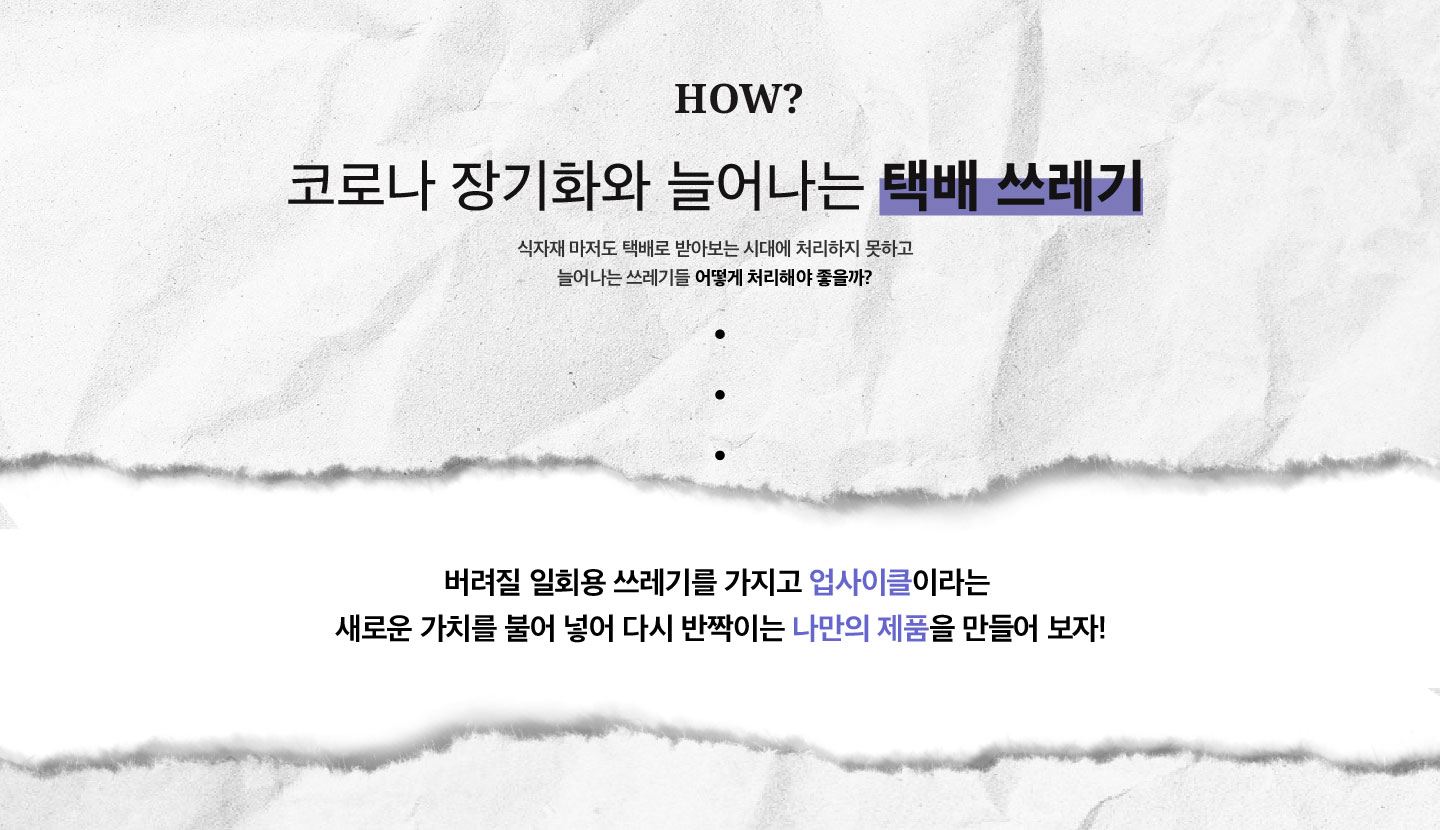 HOW?
코로나 장기화와 늘어나는 택배 쓰레기
식자재 마저도 택배로 받아보는 시대에 처리하지 못하고
늘어나는 쓰레기들 어떻게 처리해야 좋을까?
버려질 일회용 쓰레기를 가지고 업사이클이라는
새로운 가치를 불어 넣어 다시 반짝이는 나만의 제품을 만들어 보자!